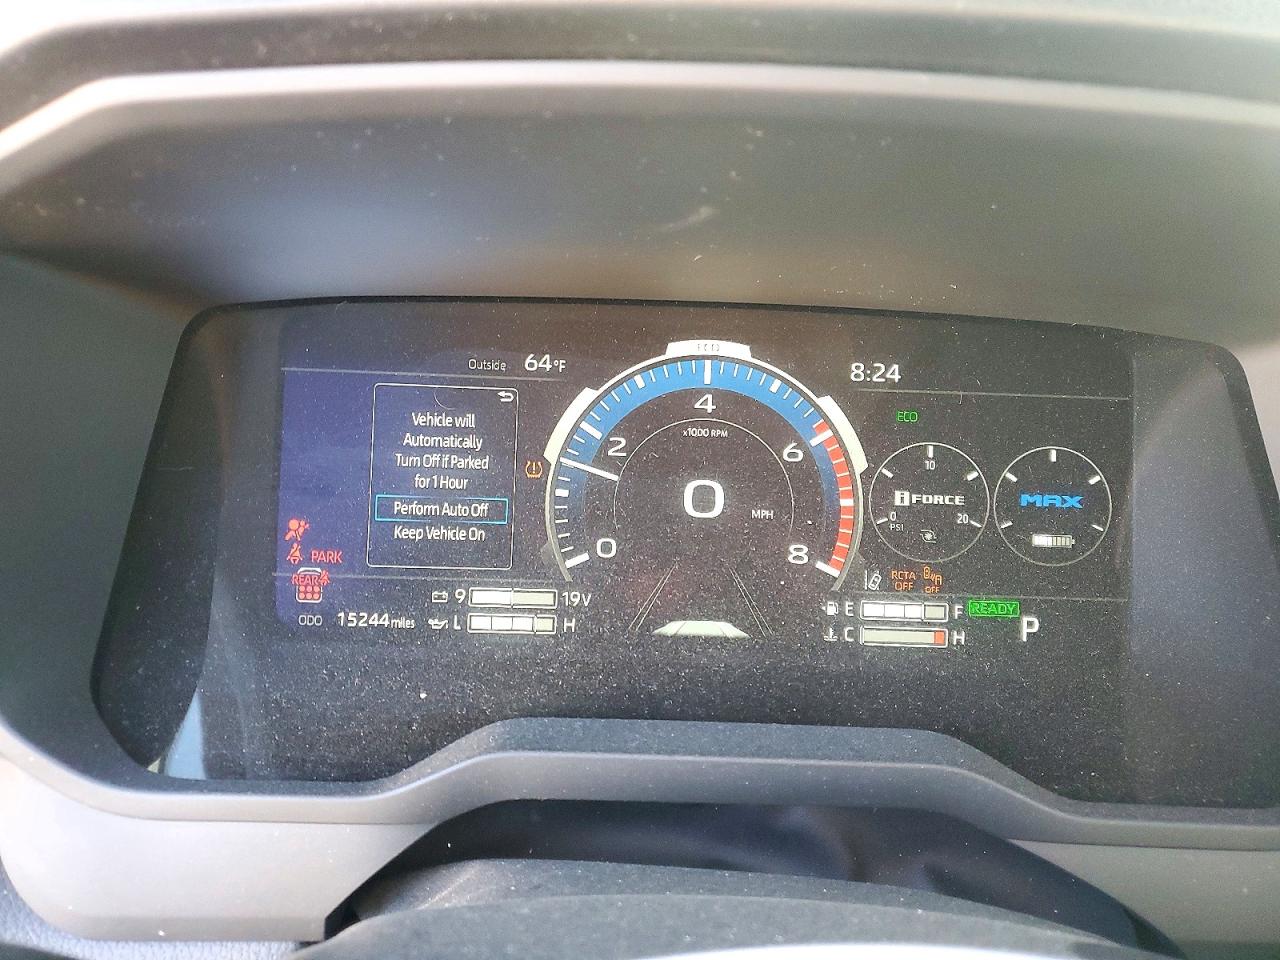 ECO
Outside 64°F
8:24
Vehicle will
Automatically
Turn Off if Parked
for 1 Hour
Perform Auto Off
Keep Vehicle On
0
2
4
6
8
x1000 RPM
0
MPH
ECO
10
iFORCE
0
20
PSI
MAX
PARK
REAR
RCTA
OFF
OFF
9
19V
E
F
READY
ODO 15244 miles
L
H
C
H
P